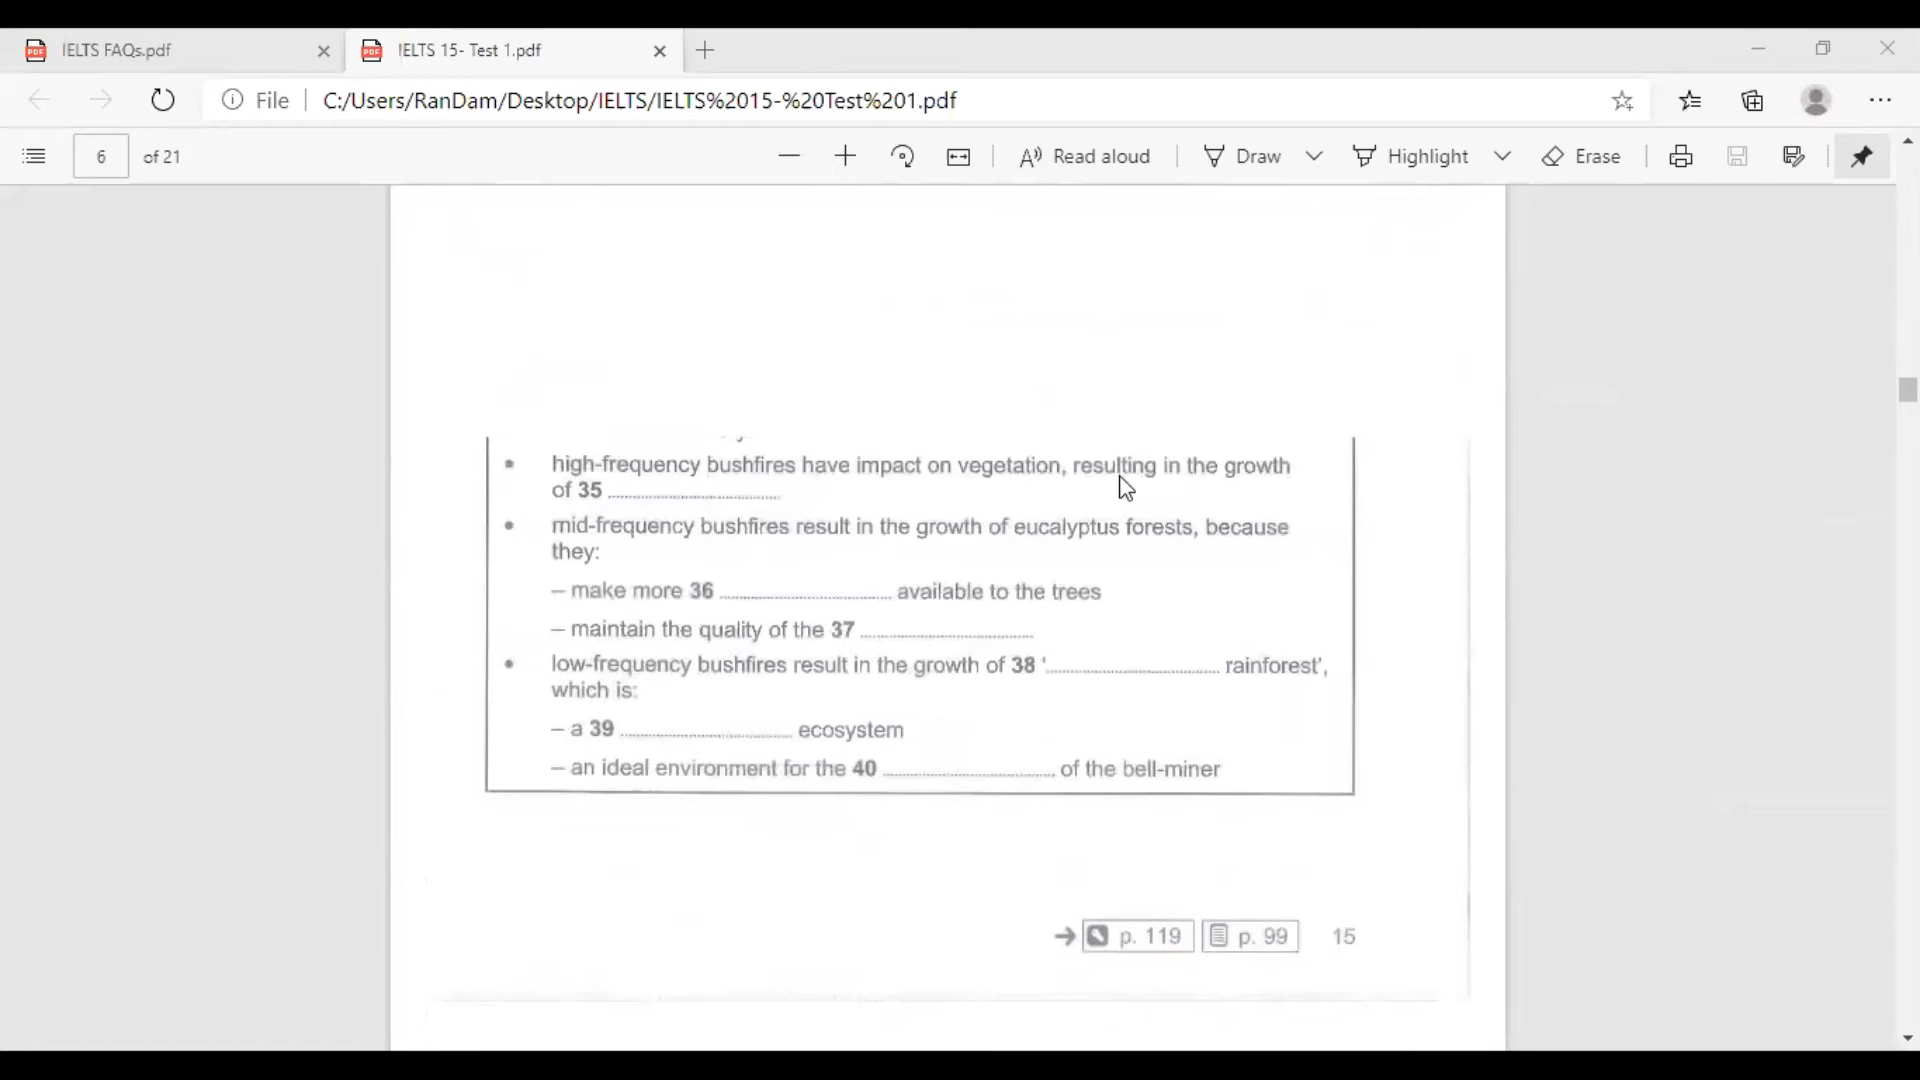 IELTS FAQs.pdf
IELTS 15- Test 1.pdf
File
C:/Users/RanDam/Desktop/IELTS/IELTS%2015-%20Test%201.pdf
6 of 21
Read aloud
Draw
Highlight
Erase
• high-frequency bushfires have impact on vegetation, resulting in the growth
of 35 ..............................
• mid-frequency bushfires result in the growth of eucalyptus forests, because
they:
– make more 36 .............................. available to the trees
– maintain the quality of the 37 ..............................
• low-frequency bushfires result in the growth of 38 '.............................. rainforest',
which is:
– a 39 .............................. ecosystem
– an ideal environment for the 40 .............................. of the bell-miner
→ p. 119 p. 99 15